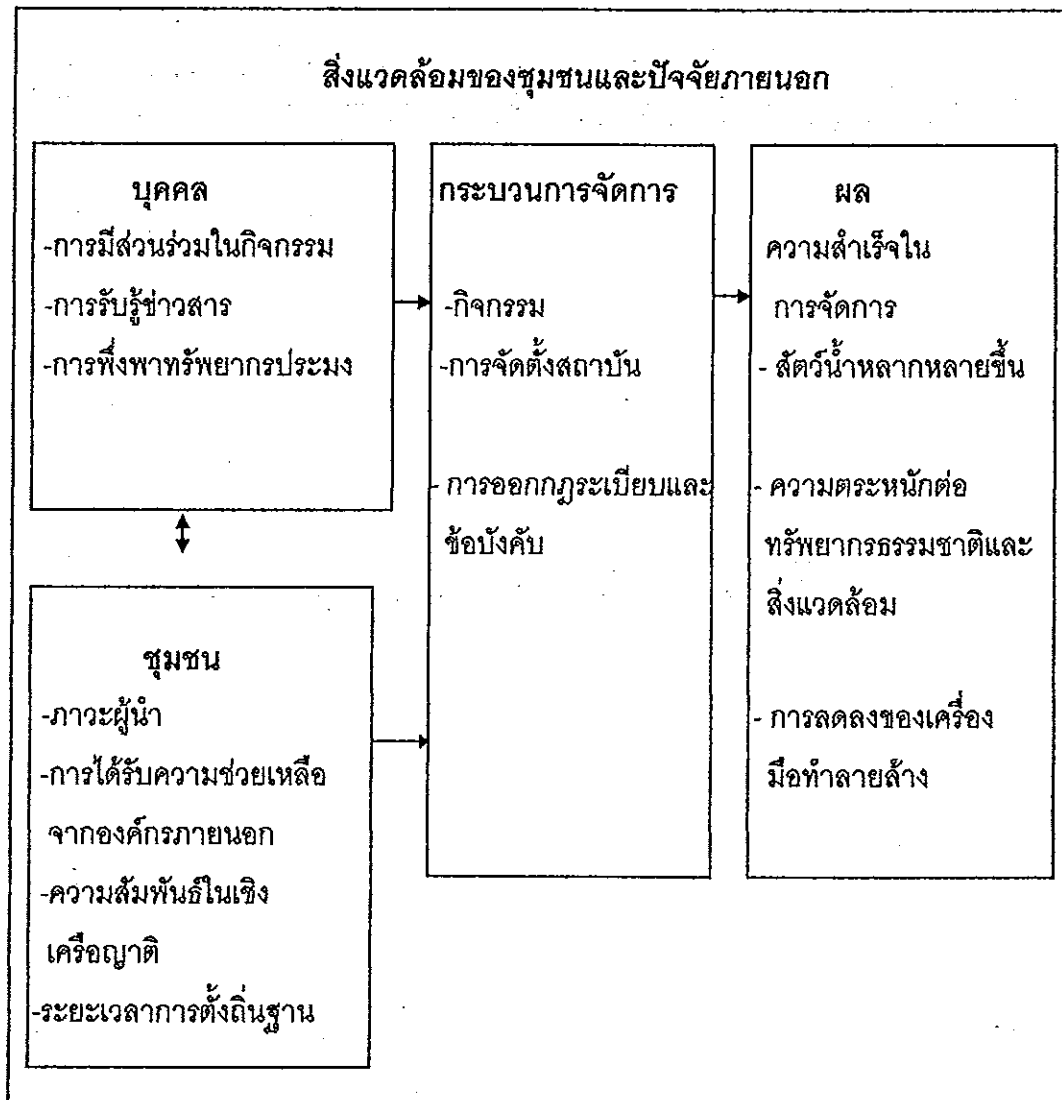 สิ่งแวดล้อมของชุมชนและปัจจัยภายนอก
บุคคล
-การมีส่วนร่วมในกิจกรรม
-การรับรู้ข่าวสาร
-การพึ่งพาทรัพยากรประมง
ชุมชน
-ภาวะผู้นำ
-การได้รับความช่วยเหลือ
จากองค์กรภายนอก
-ความสัมพันธ์ในเชิง
เครือญาติ
-ระยะเวลาการตั้งถิ่นฐาน
กระบวนการจัดการ
-กิจกรรม
-การจัดตั้งสถาบัน
- การออกกฎระเบียบและ
ข้อบังคับ
ผล
ความสำเร็จใน
การจัดการ
- สัตว์น้ำหลากหลายขึ้น
- ความตระหนักต่อ
ทรัพยากรธรรมชาติและ
สิ่งแวดล้อม
- การลดลงของเครื่อง
มือทำลายล้าง